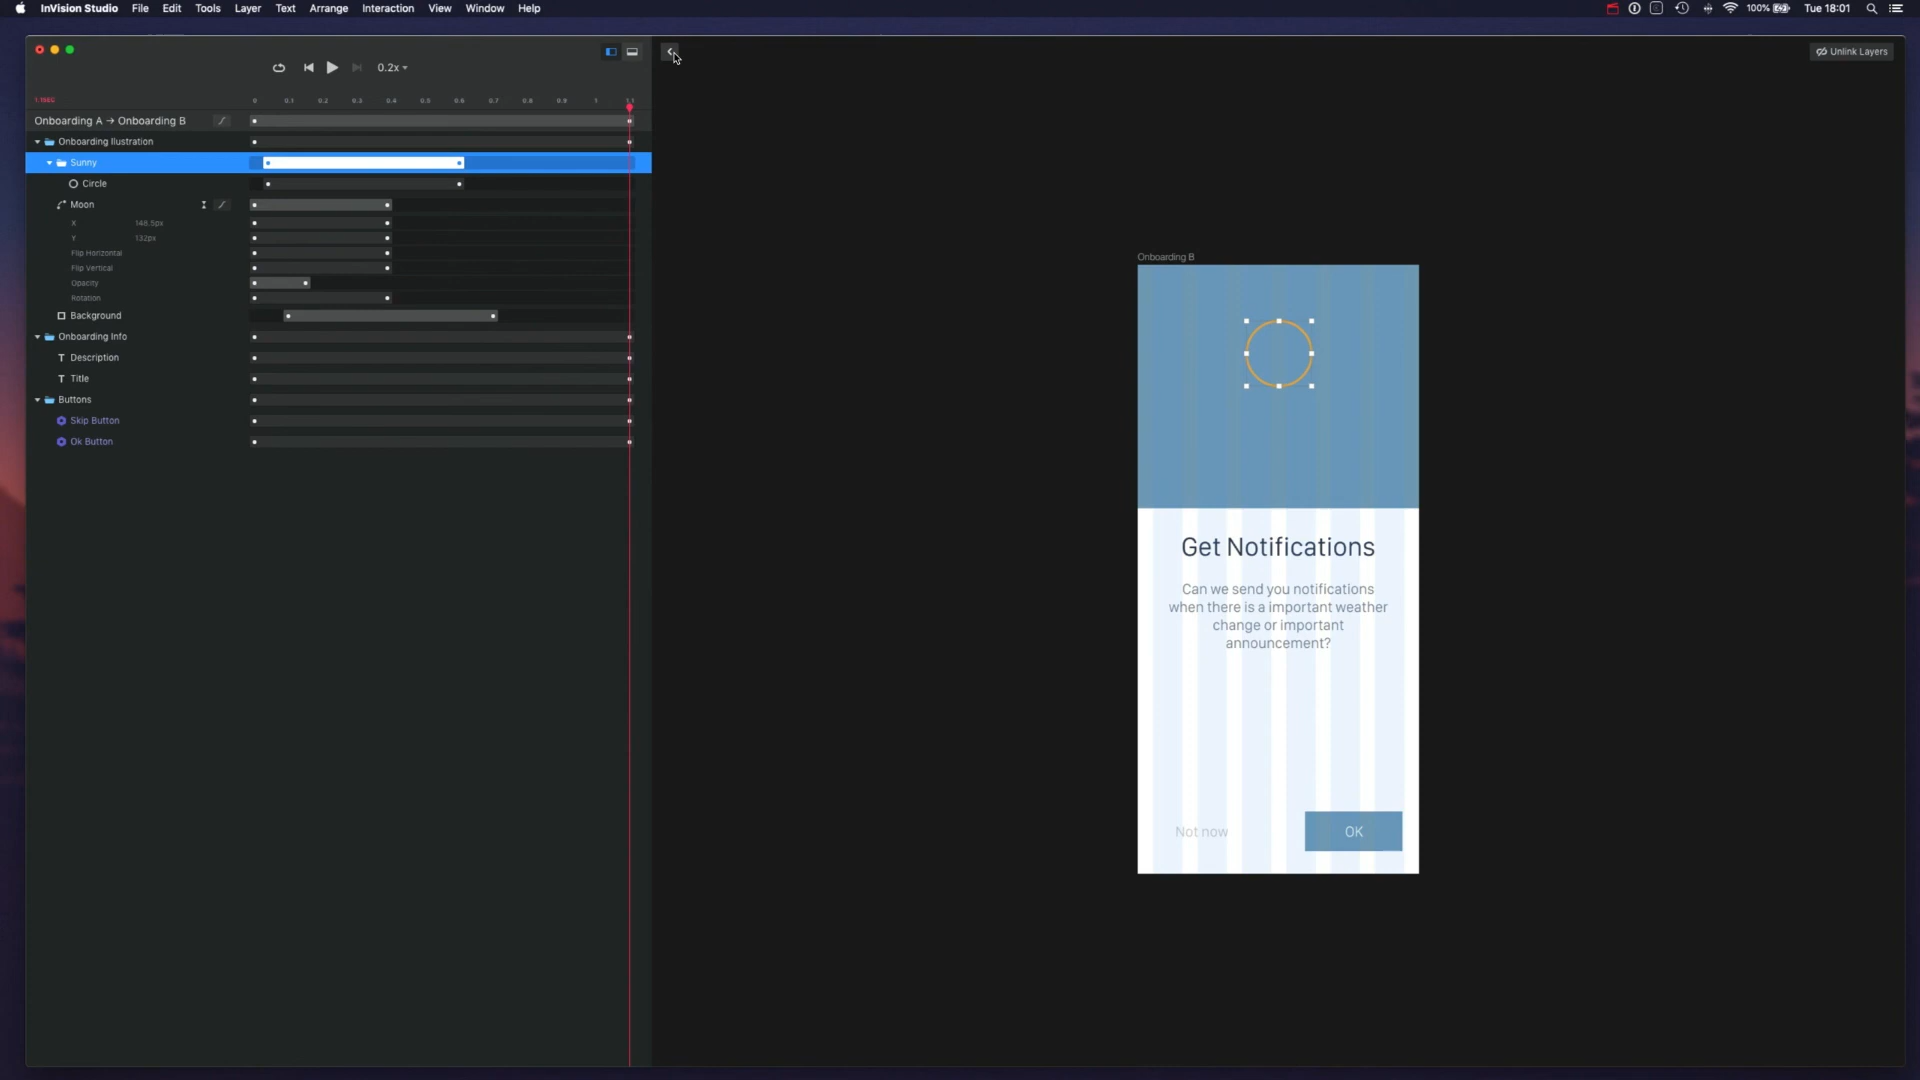 InVision Studio File Edit Tools Layer Text Arrange Interaction View Window Help
100% Tue 18:01
0.2x
Unlink Layers
0 0.1 0.2 0.3 0.4 0.5 0.6 0.7 0.8 0.9 1
Onboarding A → Onboarding B
Onboarding Ilustration
Sunny
Circle
Moon
X 146.5px
Y 132px
Flip Horizontal
Flip Vertical
Opacity
Rotation
Background
Onboarding Info
Description
Title
Buttons
Skip Button
Ok Button
Onboarding B
Get Notifications
Can we send you notifications
when there is a important weather
change or important
announcement?
Not now
OK